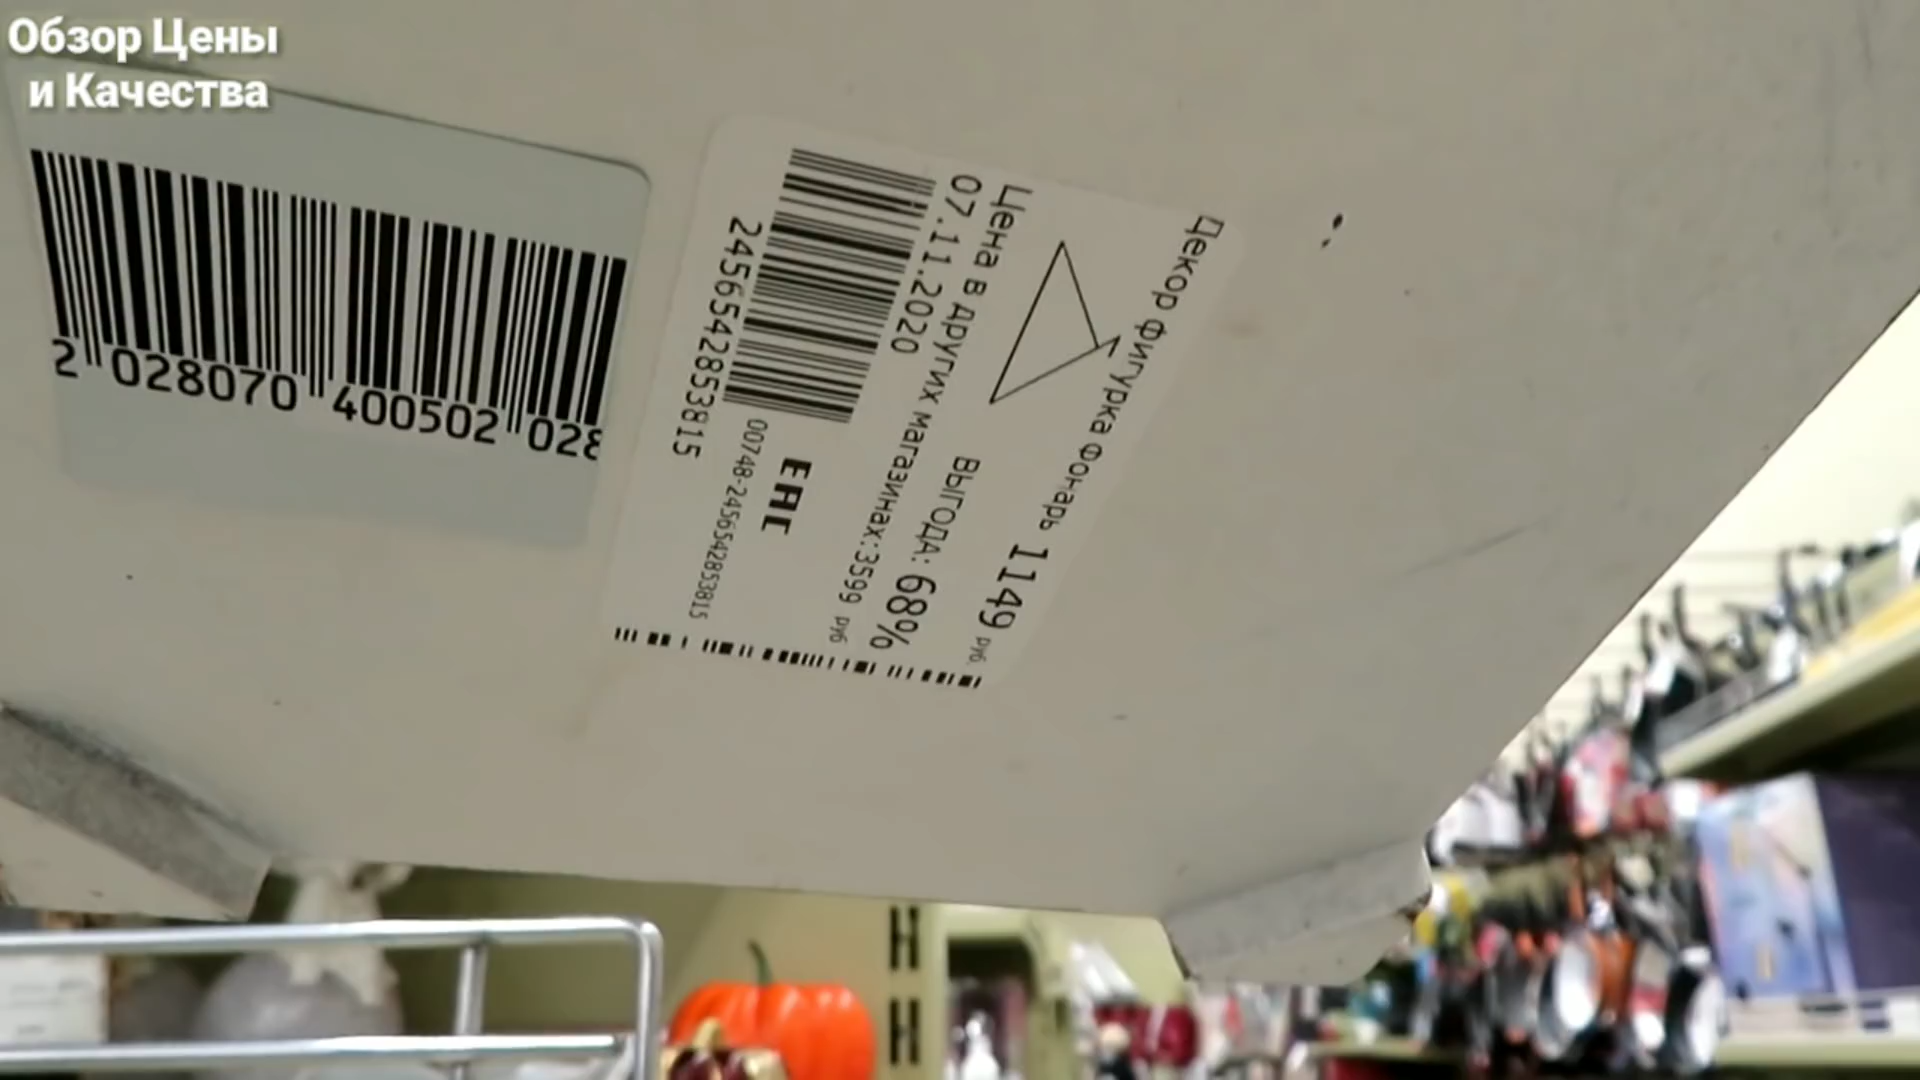 Обзор Цены
и Качества
2 028070 400502 028
Декор фигурка Фонарь
1149 руб.
ВЫГОДА: 68%
Цена в других магазинах:3599 руб
07.11.2020
2456542853815
EAC
00748-2456542853815